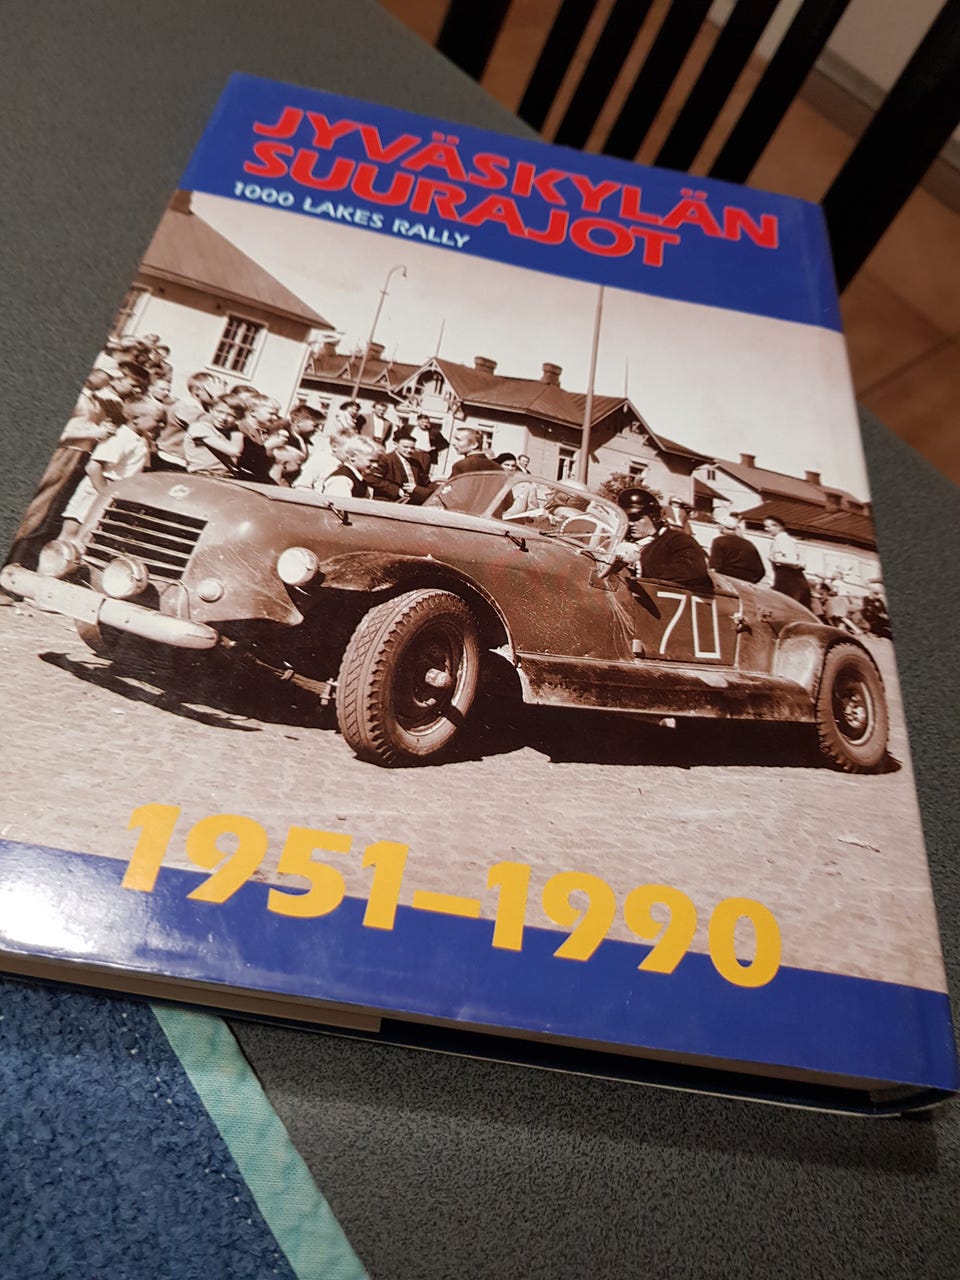 JYVÄSKYLÄN
SUURAJOT
1000 LAKES RALLY
70
1951–1990